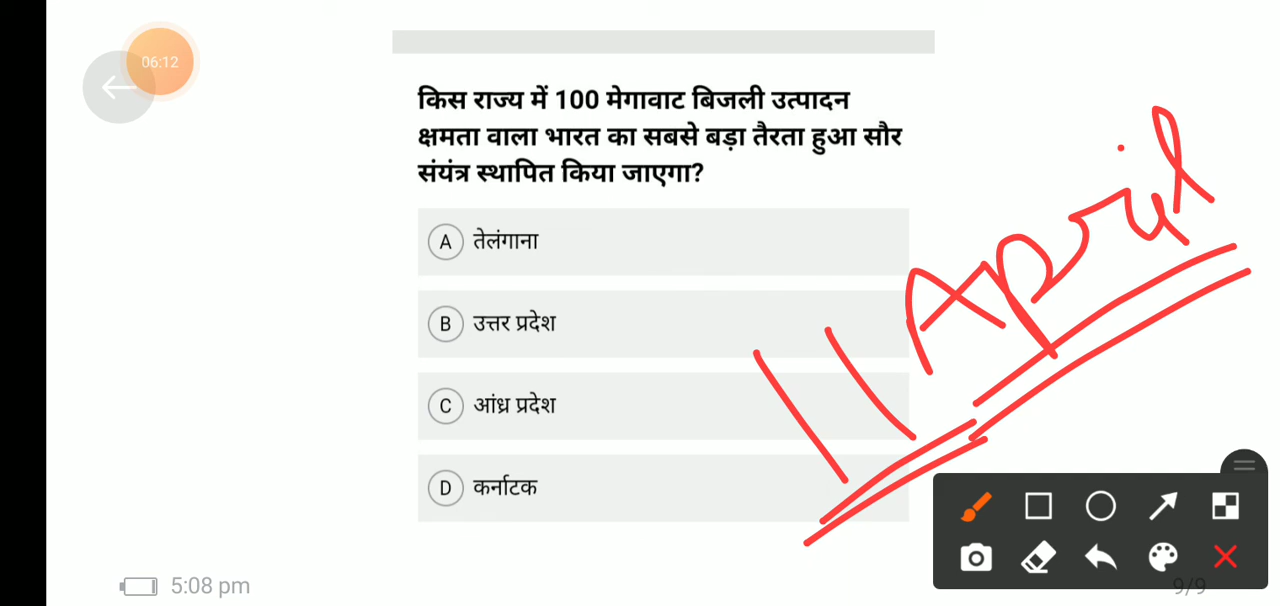 06:12
किस राज्य में 100 मेगावाट बिजली उत्पादन
क्षमता वाला भारत का सबसे बड़ा तैरता हुआ सौर
संयंत्र स्थापित किया जाएगा?
A तेलंगाना
B उत्तर प्रदेश
C आंध्र प्रदेश
D कर्नाटक
11 April
5:08 pm
9/9